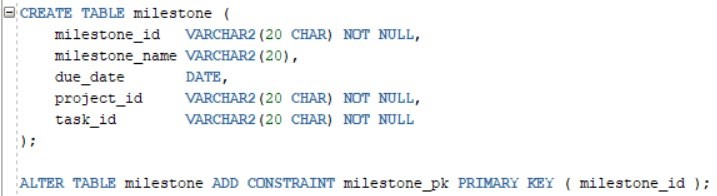 CREATE TABLE milestone (
    milestone_id   VARCHAR2(20 CHAR) NOT NULL,
    milestone_name VARCHAR2(20),
    due_date       DATE,
    project_id     VARCHAR2(20 CHAR) NOT NULL,
    task_id        VARCHAR2(20 CHAR) NOT NULL
);
ALTER TABLE milestone ADD CONSTRAINT milestone_pk PRIMARY KEY ( milestone_id );